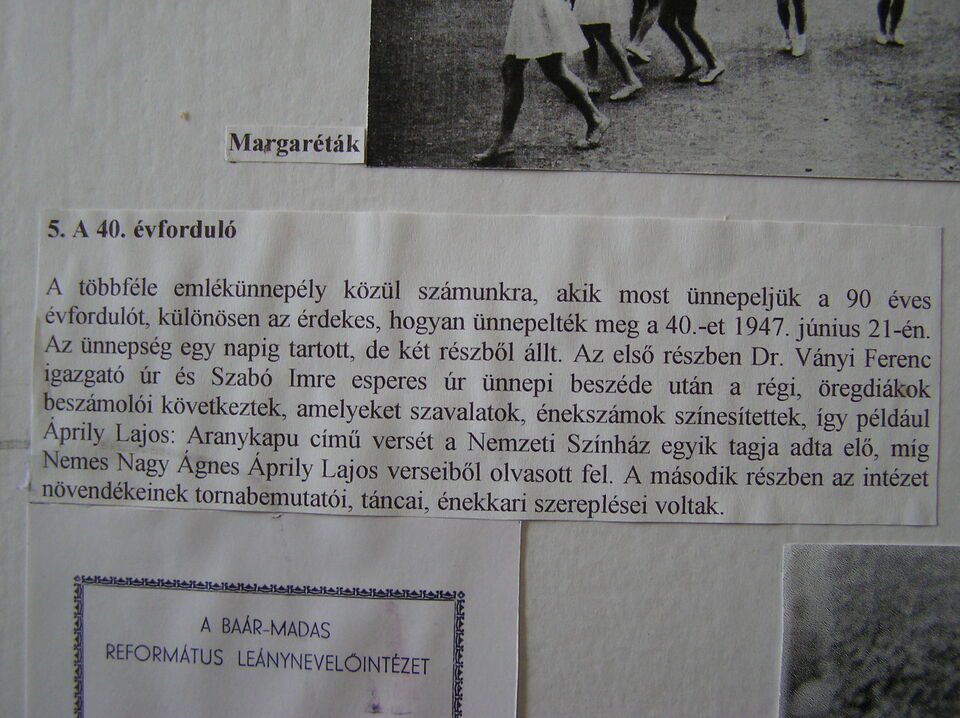 Margaréták
5. A 40. évforduló
A többféle emlékünnepély közül számunkra, akik most ünnepeljük a 90 éves
évfordulót, különösen az érdekes, hogyan ünnepelték meg a 40.-et 1947. június 21-én.
Az ünnepség egy napig tartott, de két részből állt. Az első részben Dr. Ványi Ferenc
igazgató úr és Szabó Imre esperes úr ünnepi beszéde után a régi, öregdiákok
beszámolói következtek, amelyeket szavalatok, énekszámok színesítettek, így például
Áprily Lajos: Aranykapu című versét a Nemzeti Színház egyik tagja adta elő, míg
Nemes Nagy Ágnes Áprily Lajos verseiből olvasott fel. A második részben az intézet
növendékeinek tornabemutatói, táncai, énekkari szereplései voltak.
A BAÁR-MADAS
REFORMÁTUS LEÁNYNEVELŐINTÉZET